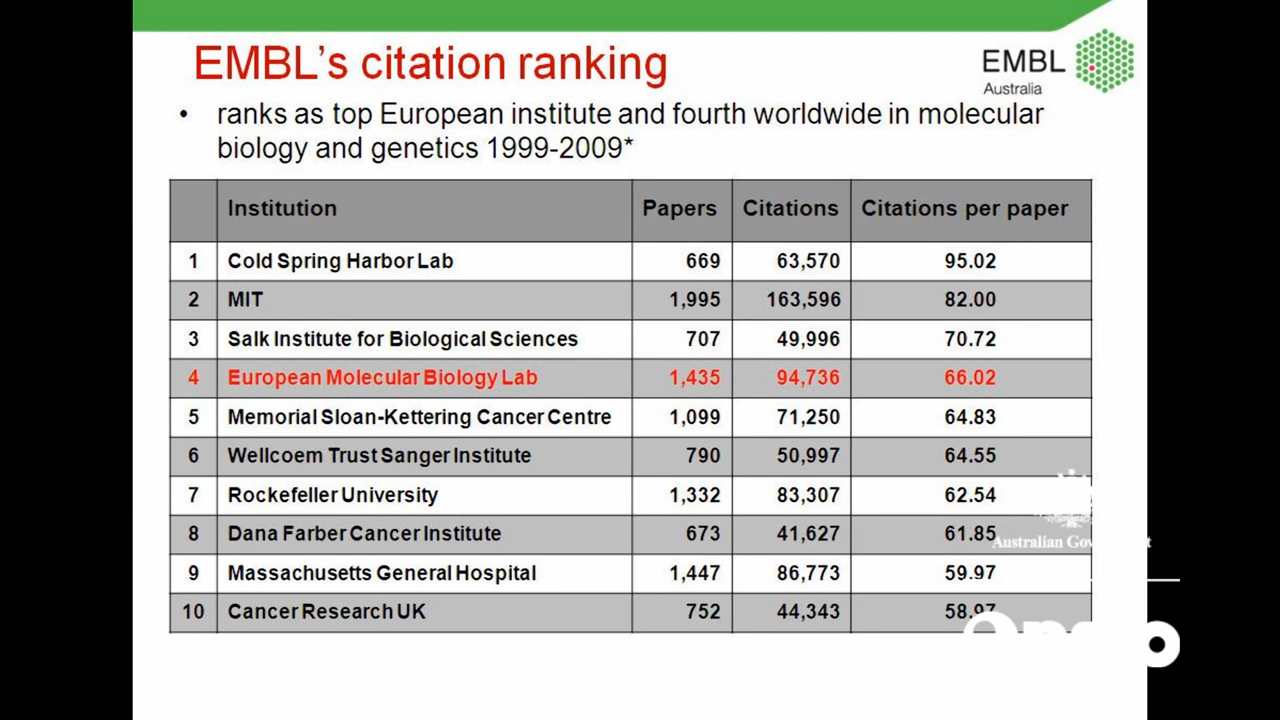 EMBL's citation ranking
EMBL
Australia
• ranks as top European institute and fourth worldwide in molecular
biology and genetics 1999-2009*
Institution Papers Citations Citations per paper
1 Cold Spring Harbor Lab 669 63,570 95.02
2 MIT 1,995 163,596 82.00
3 Salk Institute for Biological Sciences 707 49,996 70.72
4 European Molecular Biology Lab 1,435 94,736 66.02
5 Memorial Sloan-Kettering Cancer Centre 1,099 71,250 64.83
6 Wellcoem Trust Sanger Institute 790 50,997 64.55
7 Rockefeller University 1,332 83,307 62.54
8 Dana Farber Cancer Institute 673 41,627 61.85
Australian
9 Massachusetts General Hospital 1,447 86,773 59.97
10 Cancer Research UK 752 44,343 58.97